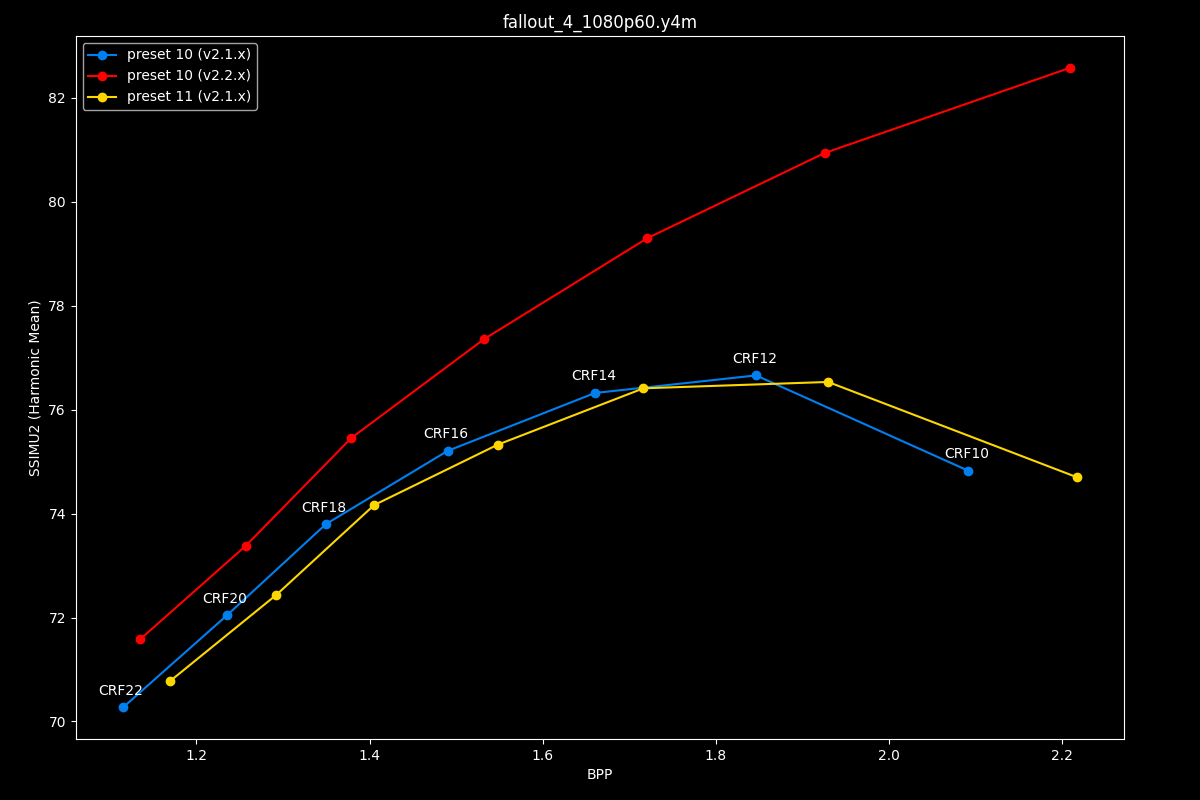 fallout_4_1080p60.y4m
preset 10 (v2.1.x)
preset 10 (v2.2.x)
preset 11 (v2.1.x)
82
80
78
76
74
72
70
SSIMU2 (Harmonic Mean)
CRF12
CRF14
CRF16
CRF10
CRF18
CRF20
CRF22
1.2
1.4
1.6
1.8
2.0
2.2
BPP